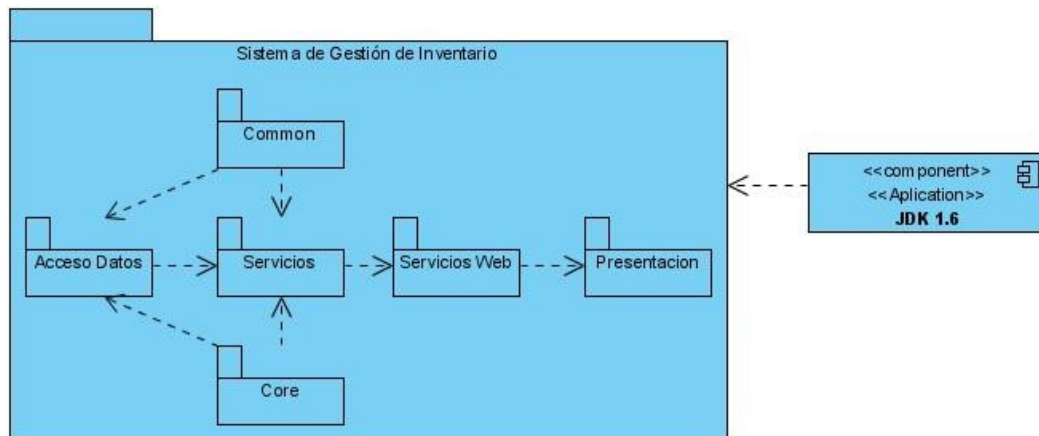 Sistema de Gestión de Inventario
Common
<<component>>
<<Aplication>>
JDK 1.6
Acceso Datos
Servicios
Servicios Web
Presentacion
Core